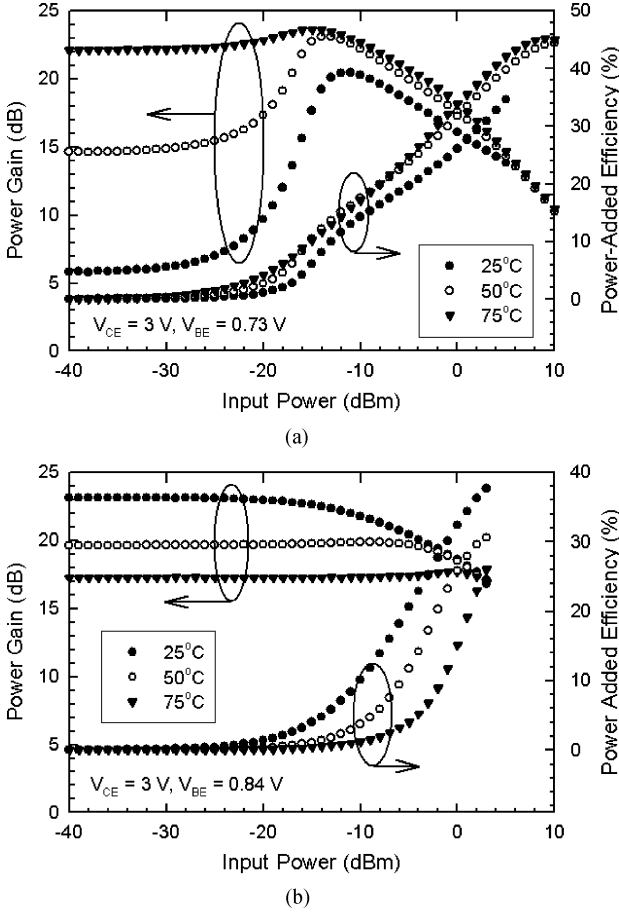 25
20
15
10
5
0
Power Gain (dB)
50
40
30
20
10
0
Power-Added Efficiency (%)
25°C
50°C
75°C
V_CE = 3 V, V_BE = 0.73 V
-40 -30 -20 -10 0 10
Input Power (dBm)
(a)
25
20
15
10
5
0
Power Gain (dB)
40
30
20
10
0
Power Added Efficiency (%)
25°C
50°C
75°C
V_CE = 3 V, V_BE = 0.84 V
-40 -30 -20 -10 0 10
Input Power (dBm)
(b)